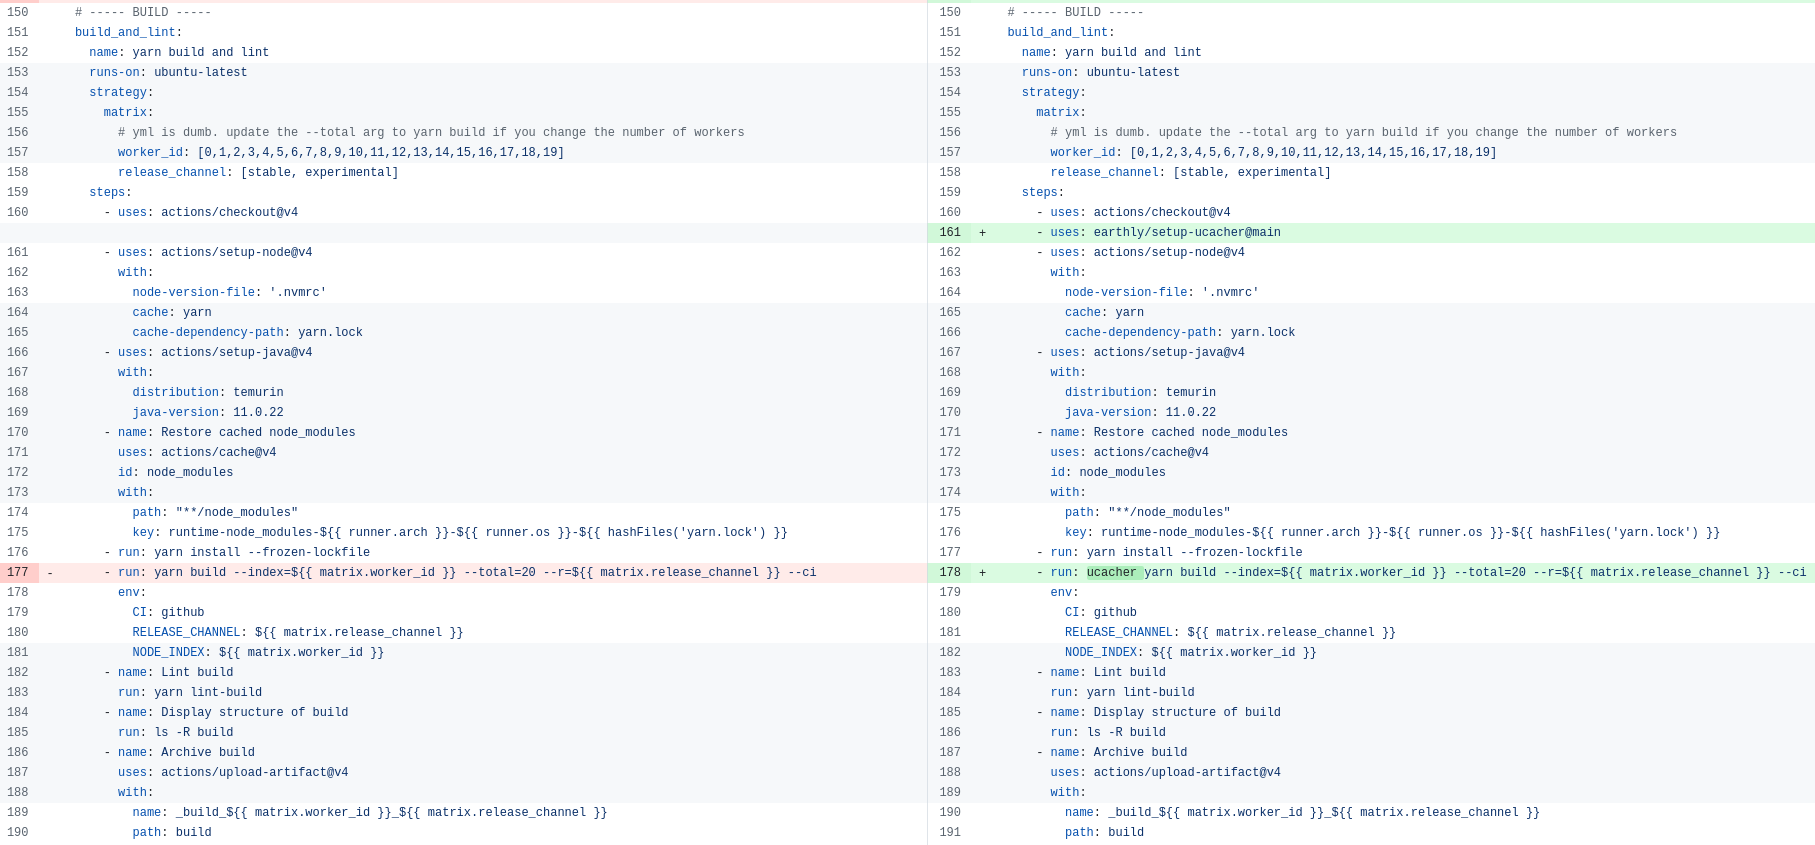 150 # ----- BUILD -----
151 build_and_lint:
152 name: yarn build and lint
153 runs-on: ubuntu-latest
154 strategy:
155 matrix:
156 # yml is dumb. update the --total arg to yarn build if you change the number of workers
157 worker_id: [0,1,2,3,4,5,6,7,8,9,10,11,12,13,14,15,16,17,18,19]
158 release_channel: [stable, experimental]
159 steps:
160 - uses: actions/checkout@v4
161 - uses: actions/setup-node@v4
162 with:
163 node-version-file: '.nvmrc'
164 cache: yarn
165 cache-dependency-path: yarn.lock
166 - uses: actions/setup-java@v4
167 with:
168 distribution: temurin
169 java-version: 11.0.22
170 - name: Restore cached node_modules
171 uses: actions/cache@v4
172 id: node_modules
173 with:
174 path: "**/node_modules"
175 key: runtime-node_modules-${{ runner.arch }}-${{ runner.os }}-${{ hashFiles('yarn.lock') }}
176 - run: yarn install --frozen-lockfile
177 - - run: yarn build --index=${{ matrix.worker_id }} --total=20 --r=${{ matrix.release_channel }} --ci
178 env:
179 CI: github
180 RELEASE_CHANNEL: ${{ matrix.release_channel }}
181 NODE_INDEX: ${{ matrix.worker_id }}
182 - name: Lint build
183 run: yarn lint-build
184 - name: Display structure of build
185 run: ls -R build
186 - name: Archive build
187 uses: actions/upload-artifact@v4
188 with:
189 name: _build_${{ matrix.worker_id }}_${{ matrix.release_channel }}
190 path: build
150 # ----- BUILD -----
151 build_and_lint:
152 name: yarn build and lint
153 runs-on: ubuntu-latest
154 strategy:
155 matrix:
156 # yml is dumb. update the --total arg to yarn build if you change the number of workers
157 worker_id: [0,1,2,3,4,5,6,7,8,9,10,11,12,13,14,15,16,17,18,19]
158 release_channel: [stable, experimental]
159 steps:
160 - uses: actions/checkout@v4
161 + - uses: earthly/setup-ucacher@main
162 - uses: actions/setup-node@v4
163 with:
164 node-version-file: '.nvmrc'
165 cache: yarn
166 cache-dependency-path: yarn.lock
167 - uses: actions/setup-java@v4
168 with:
169 distribution: temurin
170 java-version: 11.0.22
171 - name: Restore cached node_modules
172 uses: actions/cache@v4
173 id: node_modules
174 with:
175 path: "**/node_modules"
176 key: runtime-node_modules-${{ runner.arch }}-${{ runner.os }}-${{ hashFiles('yarn.lock') }}
177 - run: yarn install --frozen-lockfile
178 + - run: ucacher yarn build --index=${{ matrix.worker_id }} --total=20 --r=${{ matrix.release_channel }} --ci
179 env:
180 CI: github
181 RELEASE_CHANNEL: ${{ matrix.release_channel }}
182 NODE_INDEX: ${{ matrix.worker_id }}
183 - name: Lint build
184 run: yarn lint-build
185 - name: Display structure of build
186 run: ls -R build
187 - name: Archive build
188 uses: actions/upload-artifact@v4
189 with:
190 name: _build_${{ matrix.worker_id }}_${{ matrix.release_channel }}
191 path: build